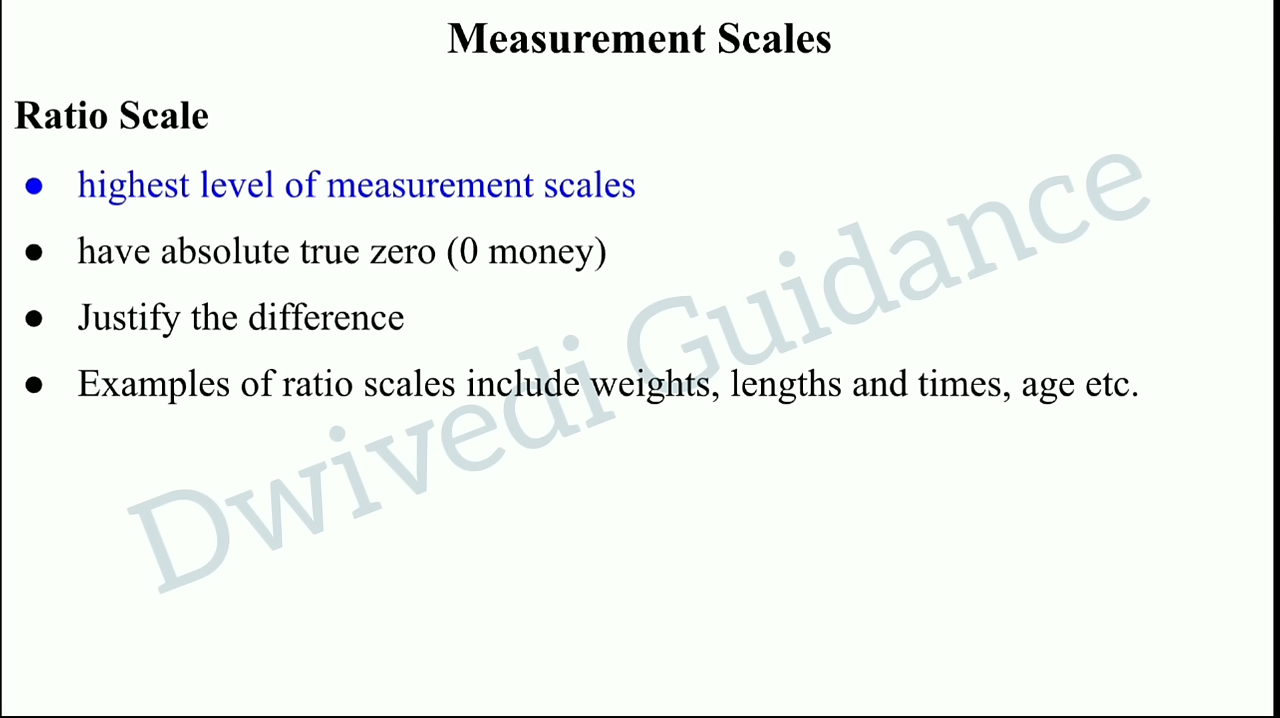 Measurement Scales
Ratio Scale
● highest level of measurement scales
● have absolute true zero (0 money)
● Justify the difference
● Examples of ratio scales include weights, lengths and times, age etc.
Dwivedi Guidance